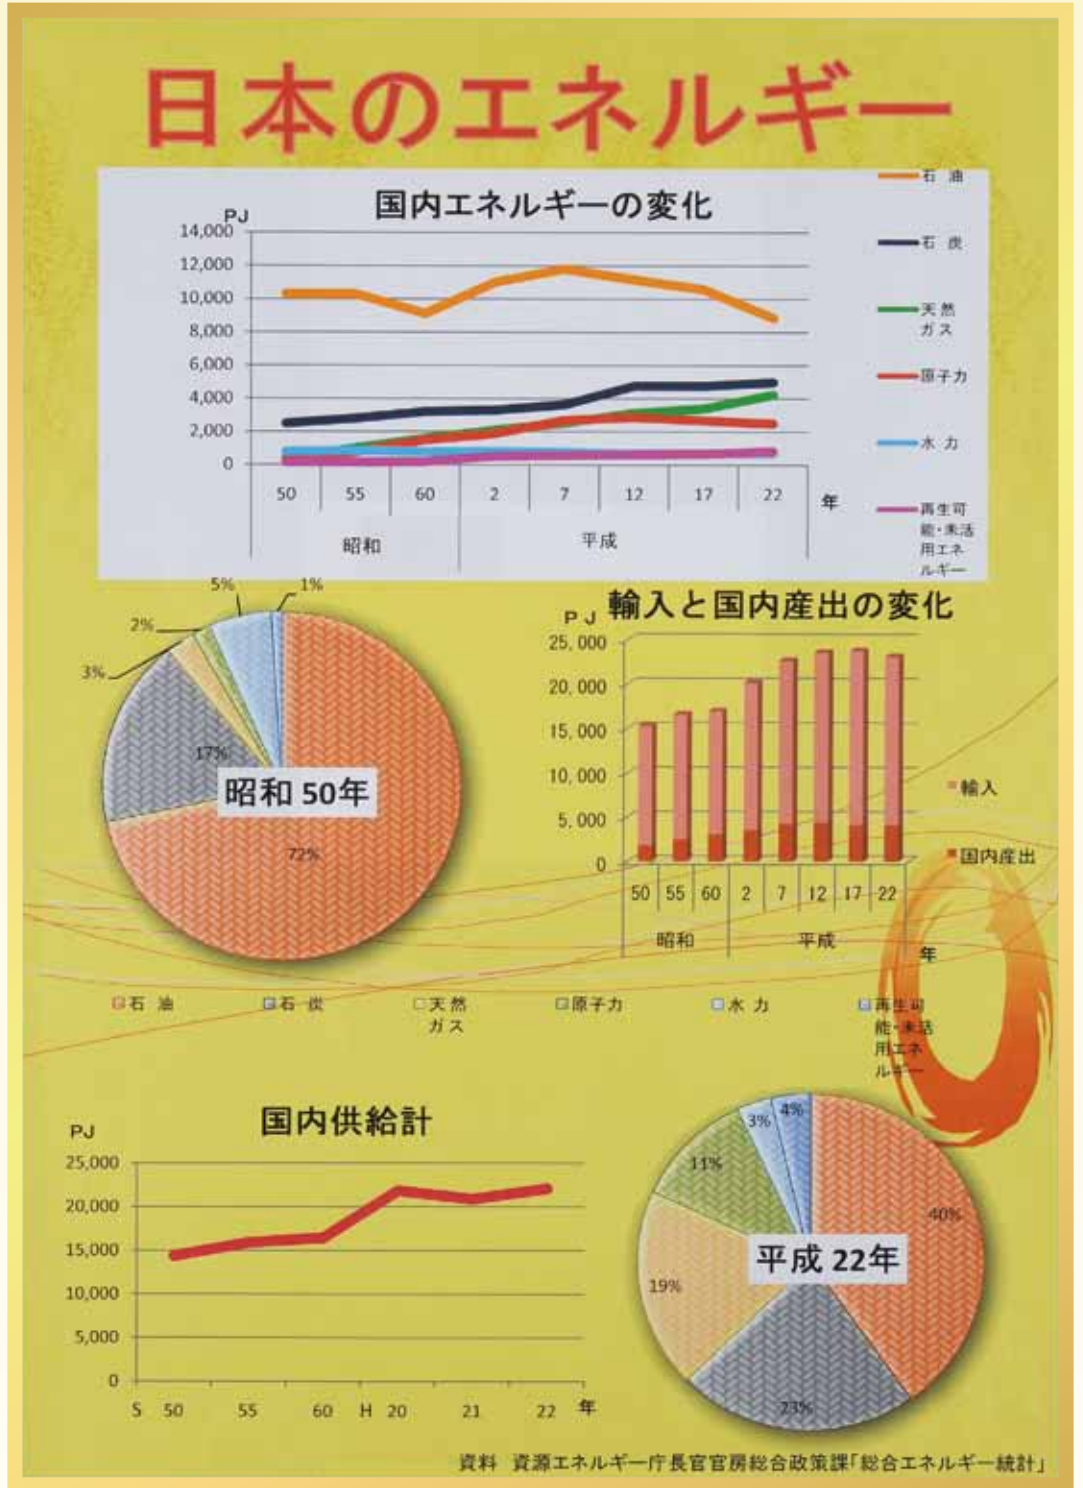 日本のエネルギー
国内エネルギーの変化
PJ
14,000
12,000
10,000
8,000
6,000
4,000
2,000
0
50 55 60 2 7 12 17 22
年
昭和 平成
石 油
石 炭
天 然
ガ ス
原子力
水 力
再生可
能・未活
用エネ
ルギー
5%
1%
2%
3%
17%
昭和 50年
72%
輸入と国内産出の変化
P J
25, 000
20, 000
15, 000
10, 000
5, 000
0
50 55 60 2 7 12 17 22
昭和 平成
年
輸入
国内産出
石 油
石 炭
天 然
ガ ス
原子力
水 力
再生可
能・未活
用エネ
ルギー
国内供給計
PJ
25,000
20,000
15,000
10,000
5,000
0
S 50 55 60 H 20 21 22 年
3%
4%
11%
40%
平成 22年
19%
23%
資料 資源エネルギー庁長官官房総合政策課「総合エネルギー統計」